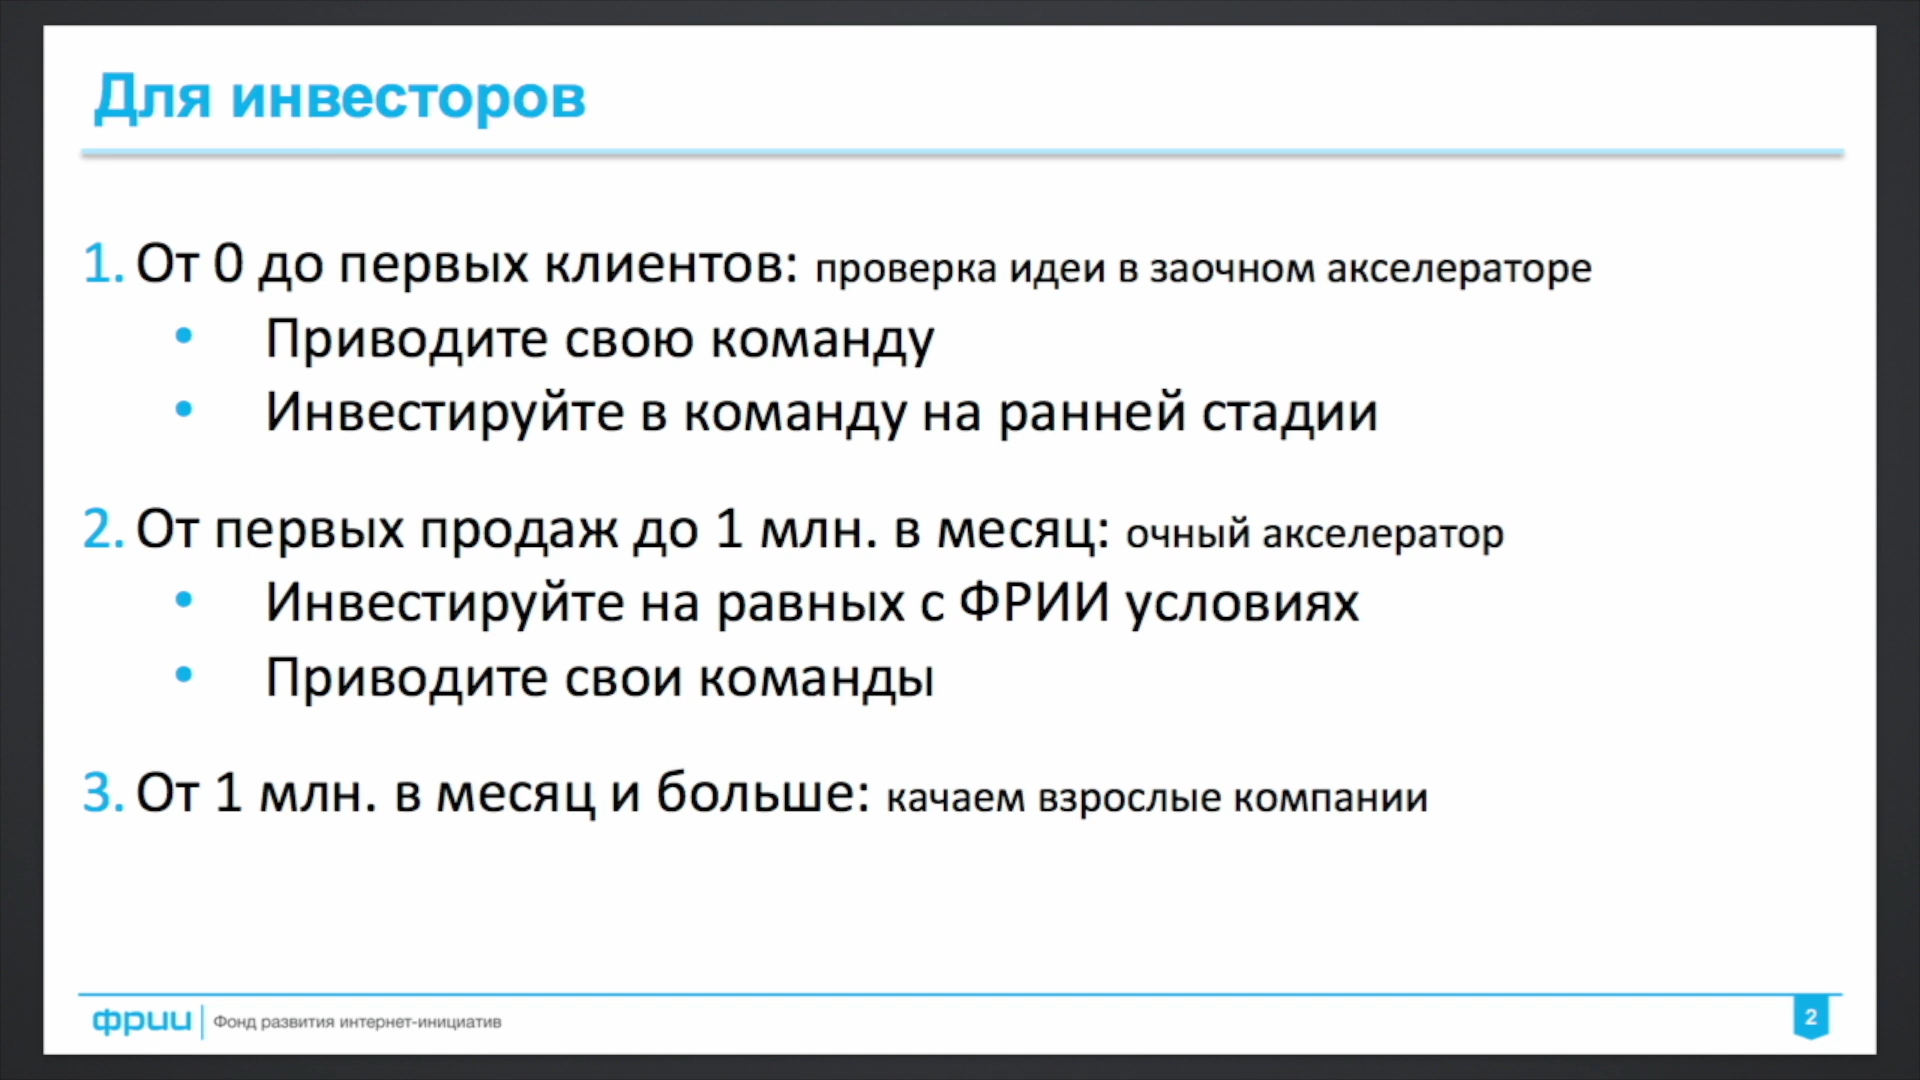 Для инвесторов
1. От 0 до первых клиентов: проверка идеи в заочном акселераторе
• Приводите свою команду
• Инвестируйте в команду на ранней стадии
2. От первых продаж до 1 млн. в месяц: очный акселератор
• Инвестируйте на равных с ФРИИ условиях
• Приводите свои команды
3. От 1 млн. в месяц и больше: качаем взрослые компании
фрии | Фонд развития интернет-инициатив
2